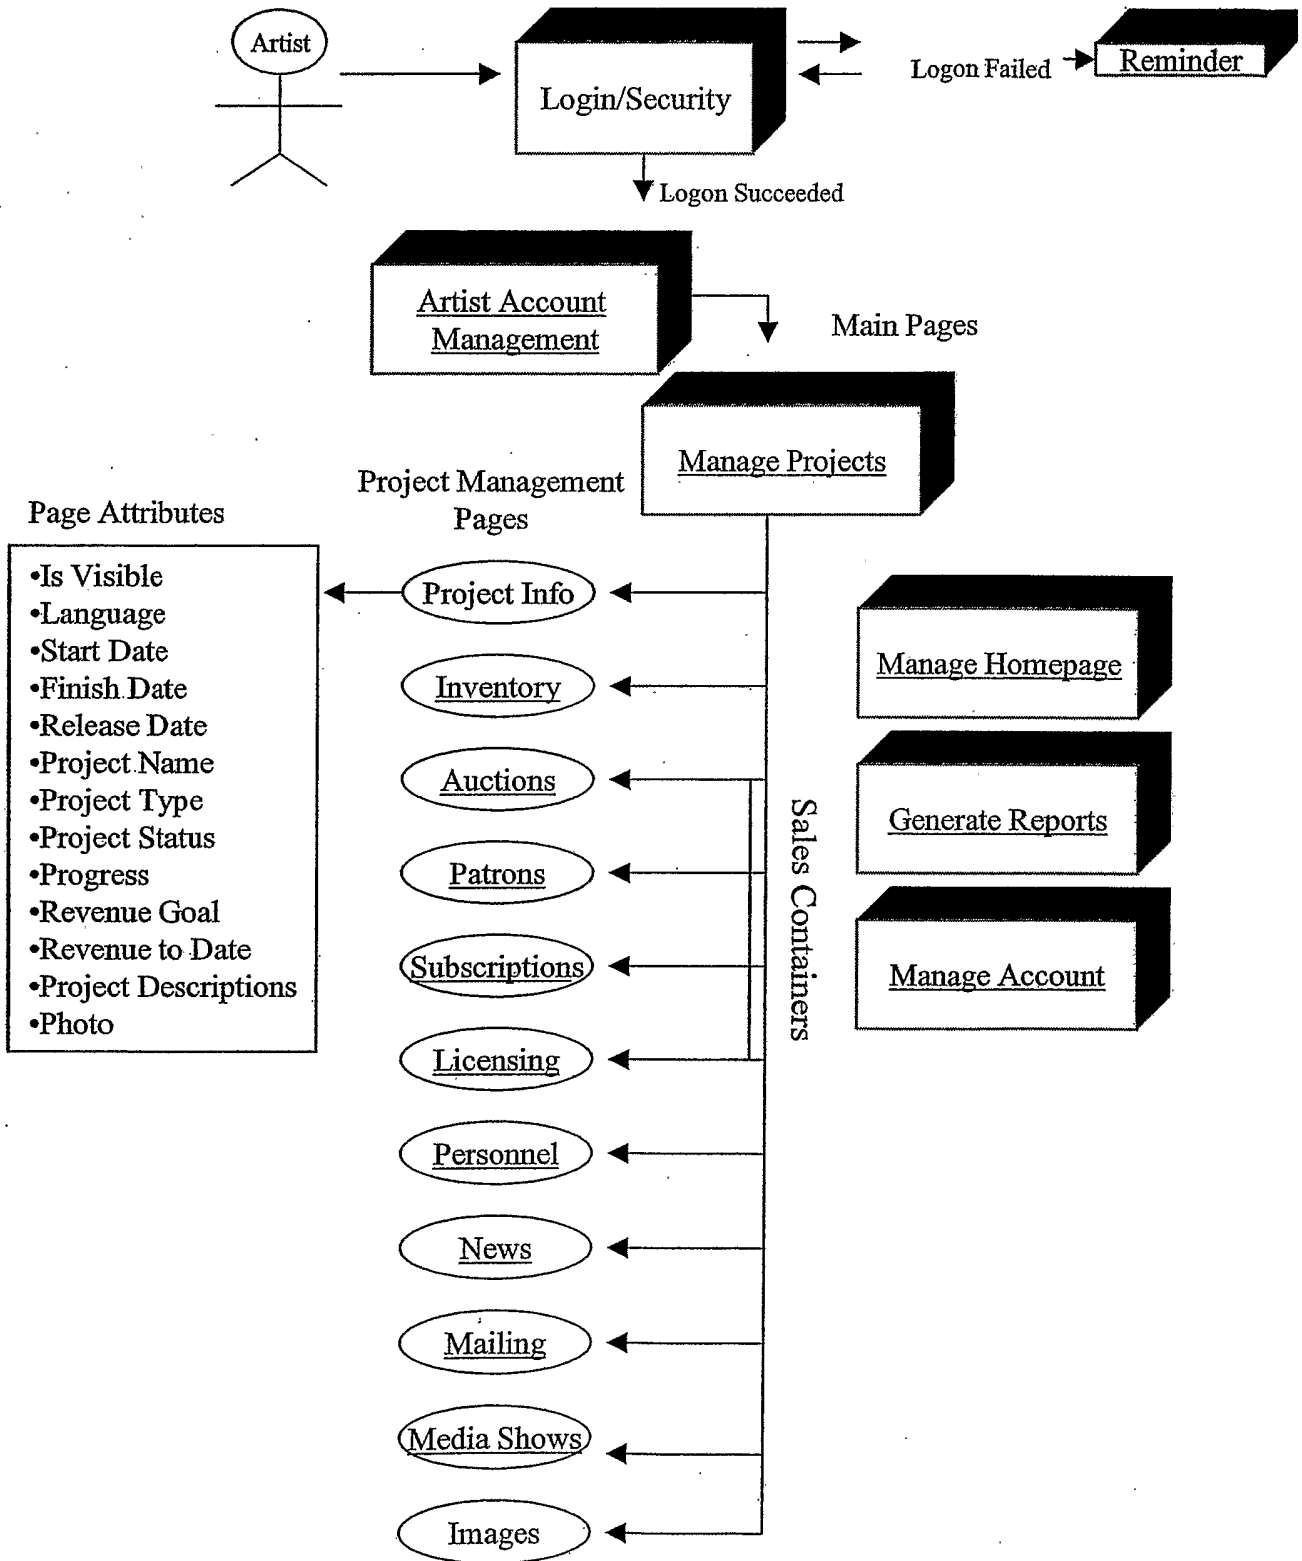 Artist
Login/Security
Logon Failed
Reminder
Logon Succeeded
Artist Account
Management
Main Pages
Manage Projects
Project Management
Pages
Page Attributes
•Is Visible
•Language
•Start Date
•Finish Date
•Release Date
•Project Name
•Project Type
•Project Status
•Progress
•Revenue Goal
•Revenue to Date
•Project Descriptions
•Photo
Project Info
Inventory
Auctions
Patrons
Subscriptions
Licensing
Personnel
News
Mailing
Media Shows
Images
Sales Containers
Manage Homepage
Generate Reports
Manage Account